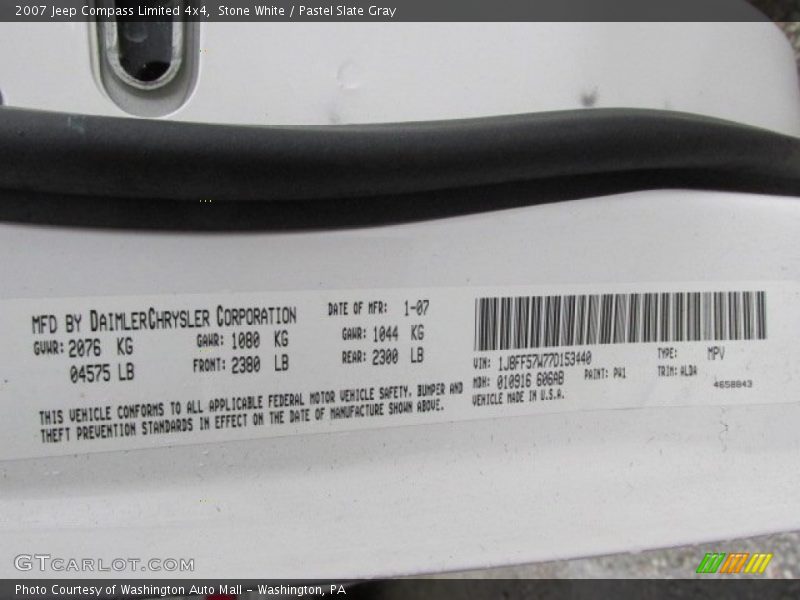 2007 Jeep Compass Limited 4x4, Stone White / Pastel Slate Gray
MFD BY DAIMLERCHRYSLER CORPORATION
DATE OF MFR: 1-07
GVWR: 2076 KG
04575 LB
GAWR: 1080 KG
FRONT: 2380 LB
GAWR: 1044 KG
REAR: 2300 LB
THIS VEHICLE CONFORMS TO ALL APPLICABLE FEDERAL MOTOR VEHICLE SAFETY, BUMPER AND
THEFT PREVENTION STANDARDS IN EFFECT ON THE DATE OF MANUFACTURE SHOWN ABOVE.
VIN: 1J8FF57W77D153440
TYPE: MPV
MDH: 010916 606AB
PAINT: PW1
TRIM: ALDA
VEHICLE MADE IN U.S.A.
4658843
GTCARLOT.COM
Photo Courtesy of Washington Auto Mall - Washington, PA